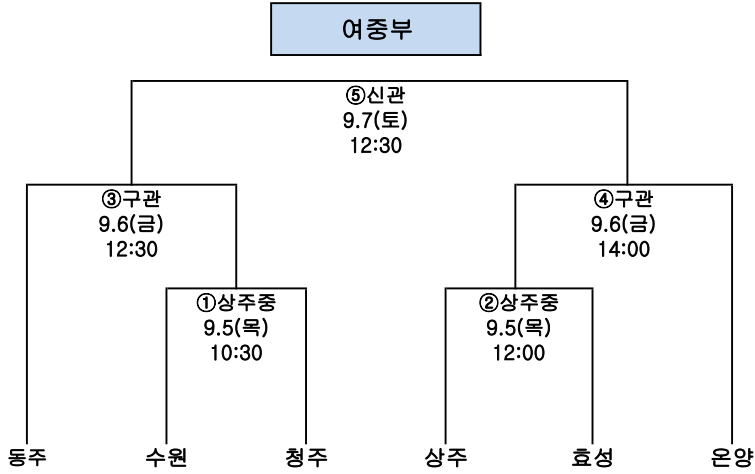 여중부
⑤신관
9.7(토)
12:30
③구관
9.6(금)
12:30
④구관
9.6(금)
14:00
①상주중
9.5(목)
10:30
②상주중
9.5(목)
12:00
동주 수원 청주 상주 효성 온양